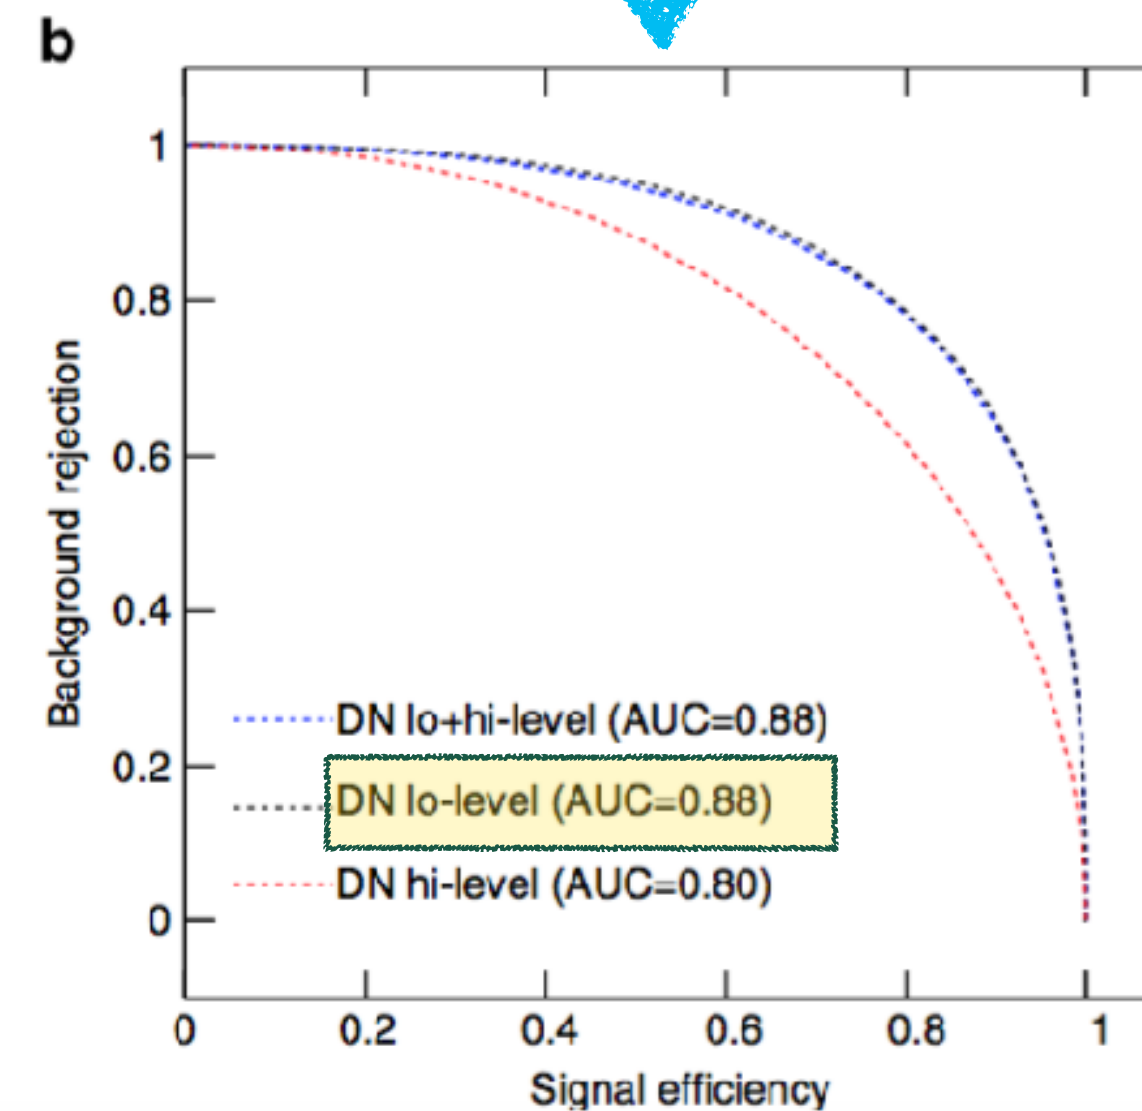 b
1
0.8
0.6
0.4
0.2
0
Background rejection
DN lo+hi-level (AUC=0.88)
DN lo-level (AUC=0.88)
DN hi-level (AUC=0.80)
0 0.2 0.4 0.6 0.8 1
Signal efficiency